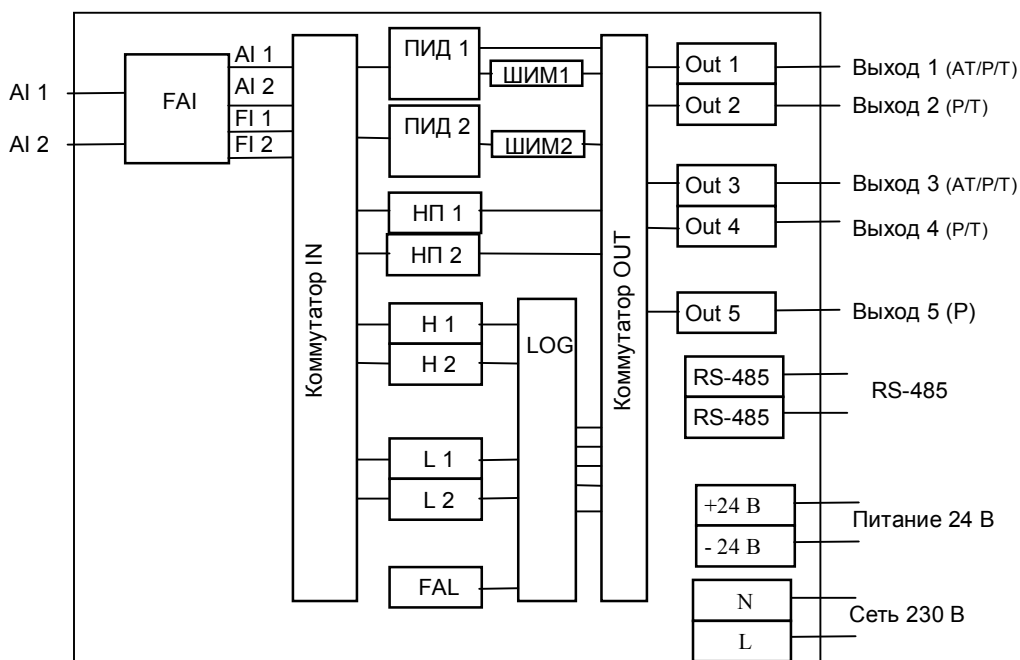 AI 1
AI 2
FAI
AI 1
AI 2
FI 1
FI 2
Коммутатор IN
ПИД 1
ШИМ1
ПИД 2
ШИМ2
НП 1
НП 2
H 1
H 2
L 1
L 2
FAL
LOG
Коммутатор OUT
Out 1
Out 2
Out 3
Out 4
Out 5
RS-485
RS-485
+24 В
- 24 В
N
L
Выход 1 (АТ/Р/Т)
Выход 2 (Р/Т)
Выход 3 (АТ/Р/Т)
Выход 4 (Р/Т)
Выход 5 (Р)
RS-485
Питание 24 В
Сеть 230 В